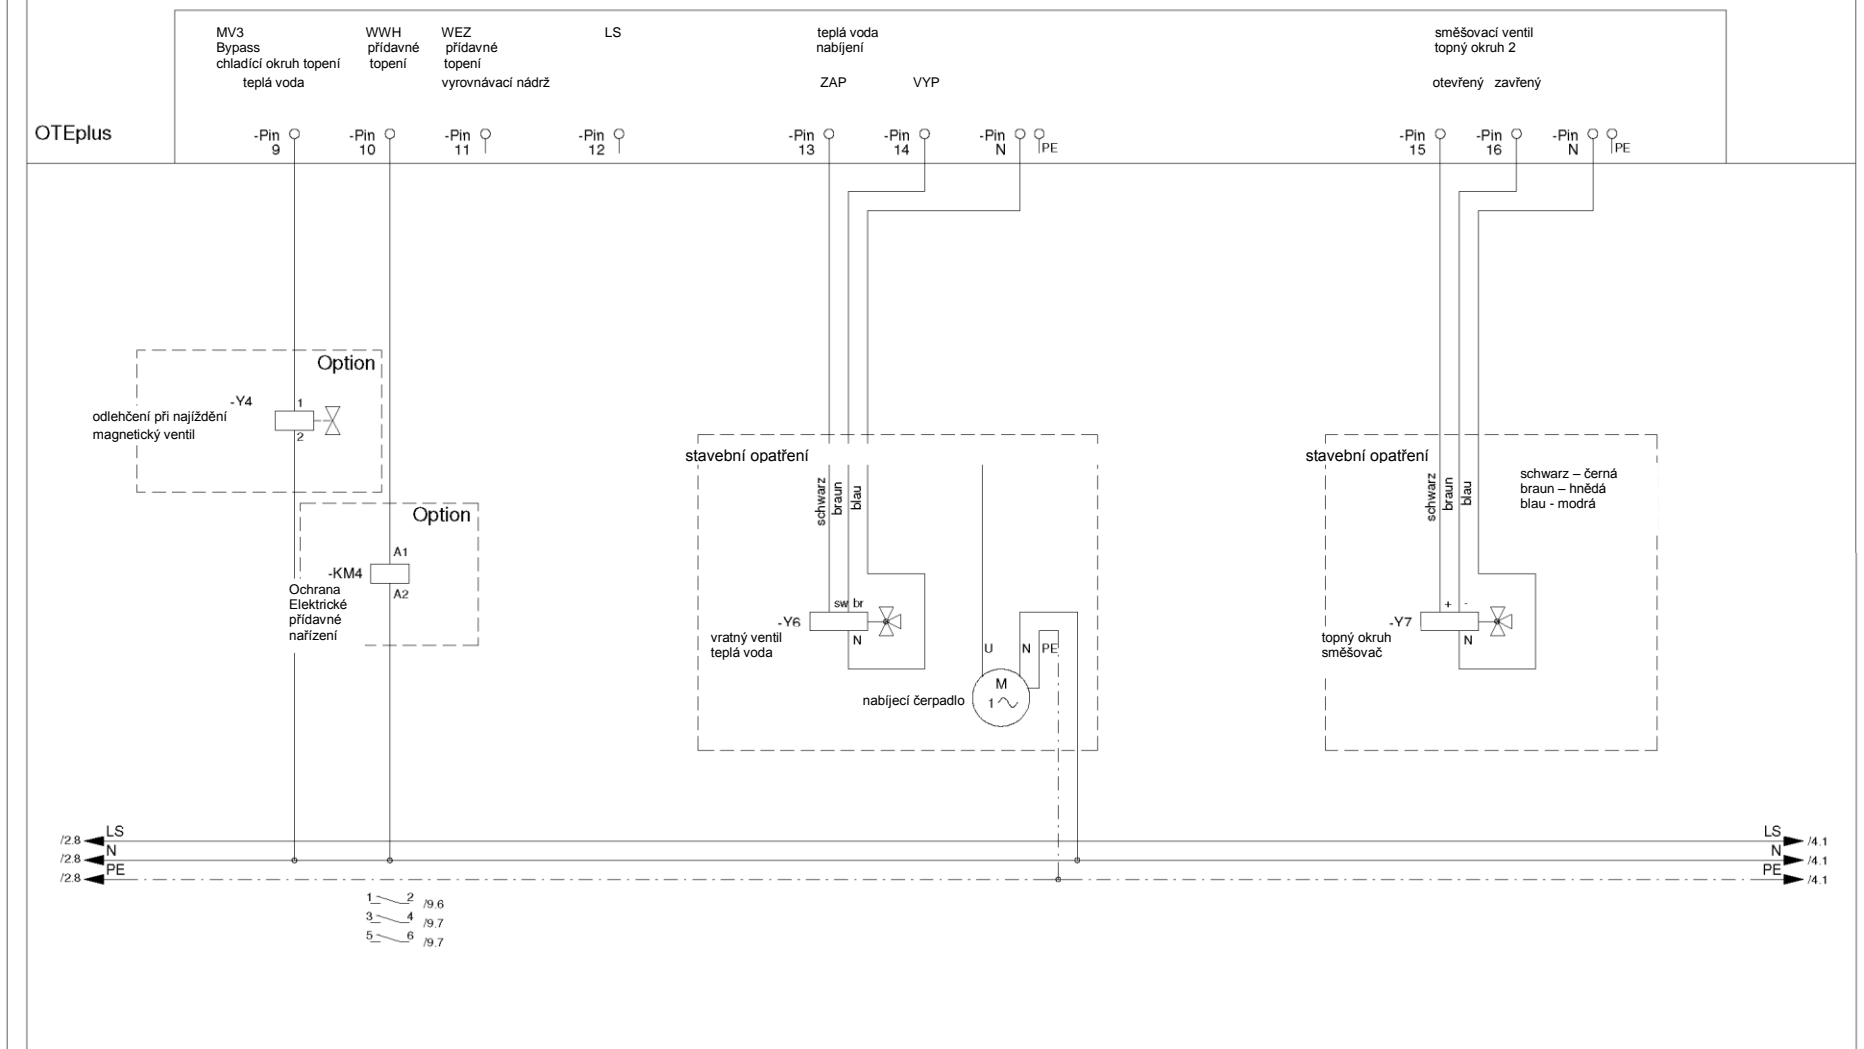 MV3
Bypass
chladící okruh topení
teplá voda
WWH
přídavné
topení
WEZ
přídavné
topení
vyrovnávací nádrž
LS
teplá voda
nabíjení
ZAP VYP
směšovací ventil
topný okruh 2
otevřený zavřený
OTEplus
-Pin 9
-Pin 10
-Pin 11
-Pin 12
-Pin 13
-Pin 14
-Pin N
PE
-Pin 15
-Pin 16
-Pin N
PE
Option
-Y4
1
2
odlehčení při najíždění
magnetický ventil
Option
A1
-KM4
A2
Ochrana
Elektrické
přídavné
nařízení
stavební opatření
schwarz
braun
blau
sw br
-Y6
N
vratný ventil
teplá voda
U N PE
M
1
nabíjecí čerpadlo
stavební opatření
schwarz
braun
blau
schwarz – černá
braun – hnědá
blau - modrá
+ -
-Y7
N
topný okruh
směšovač
/2.8 LS
/2.8 N
/2.8 PE
LS /4.1
N /4.1
PE /4.1
1 2 /9.6
3 4 /9.7
5 6 /9.7